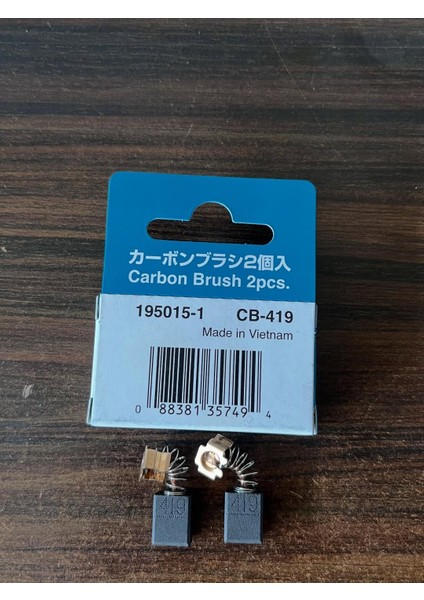 カーボンブラシ2個入
Carbon Brush 2pcs.
195015-1 CB-419
Made in Vietnam
0 88381 35749 4
419 419